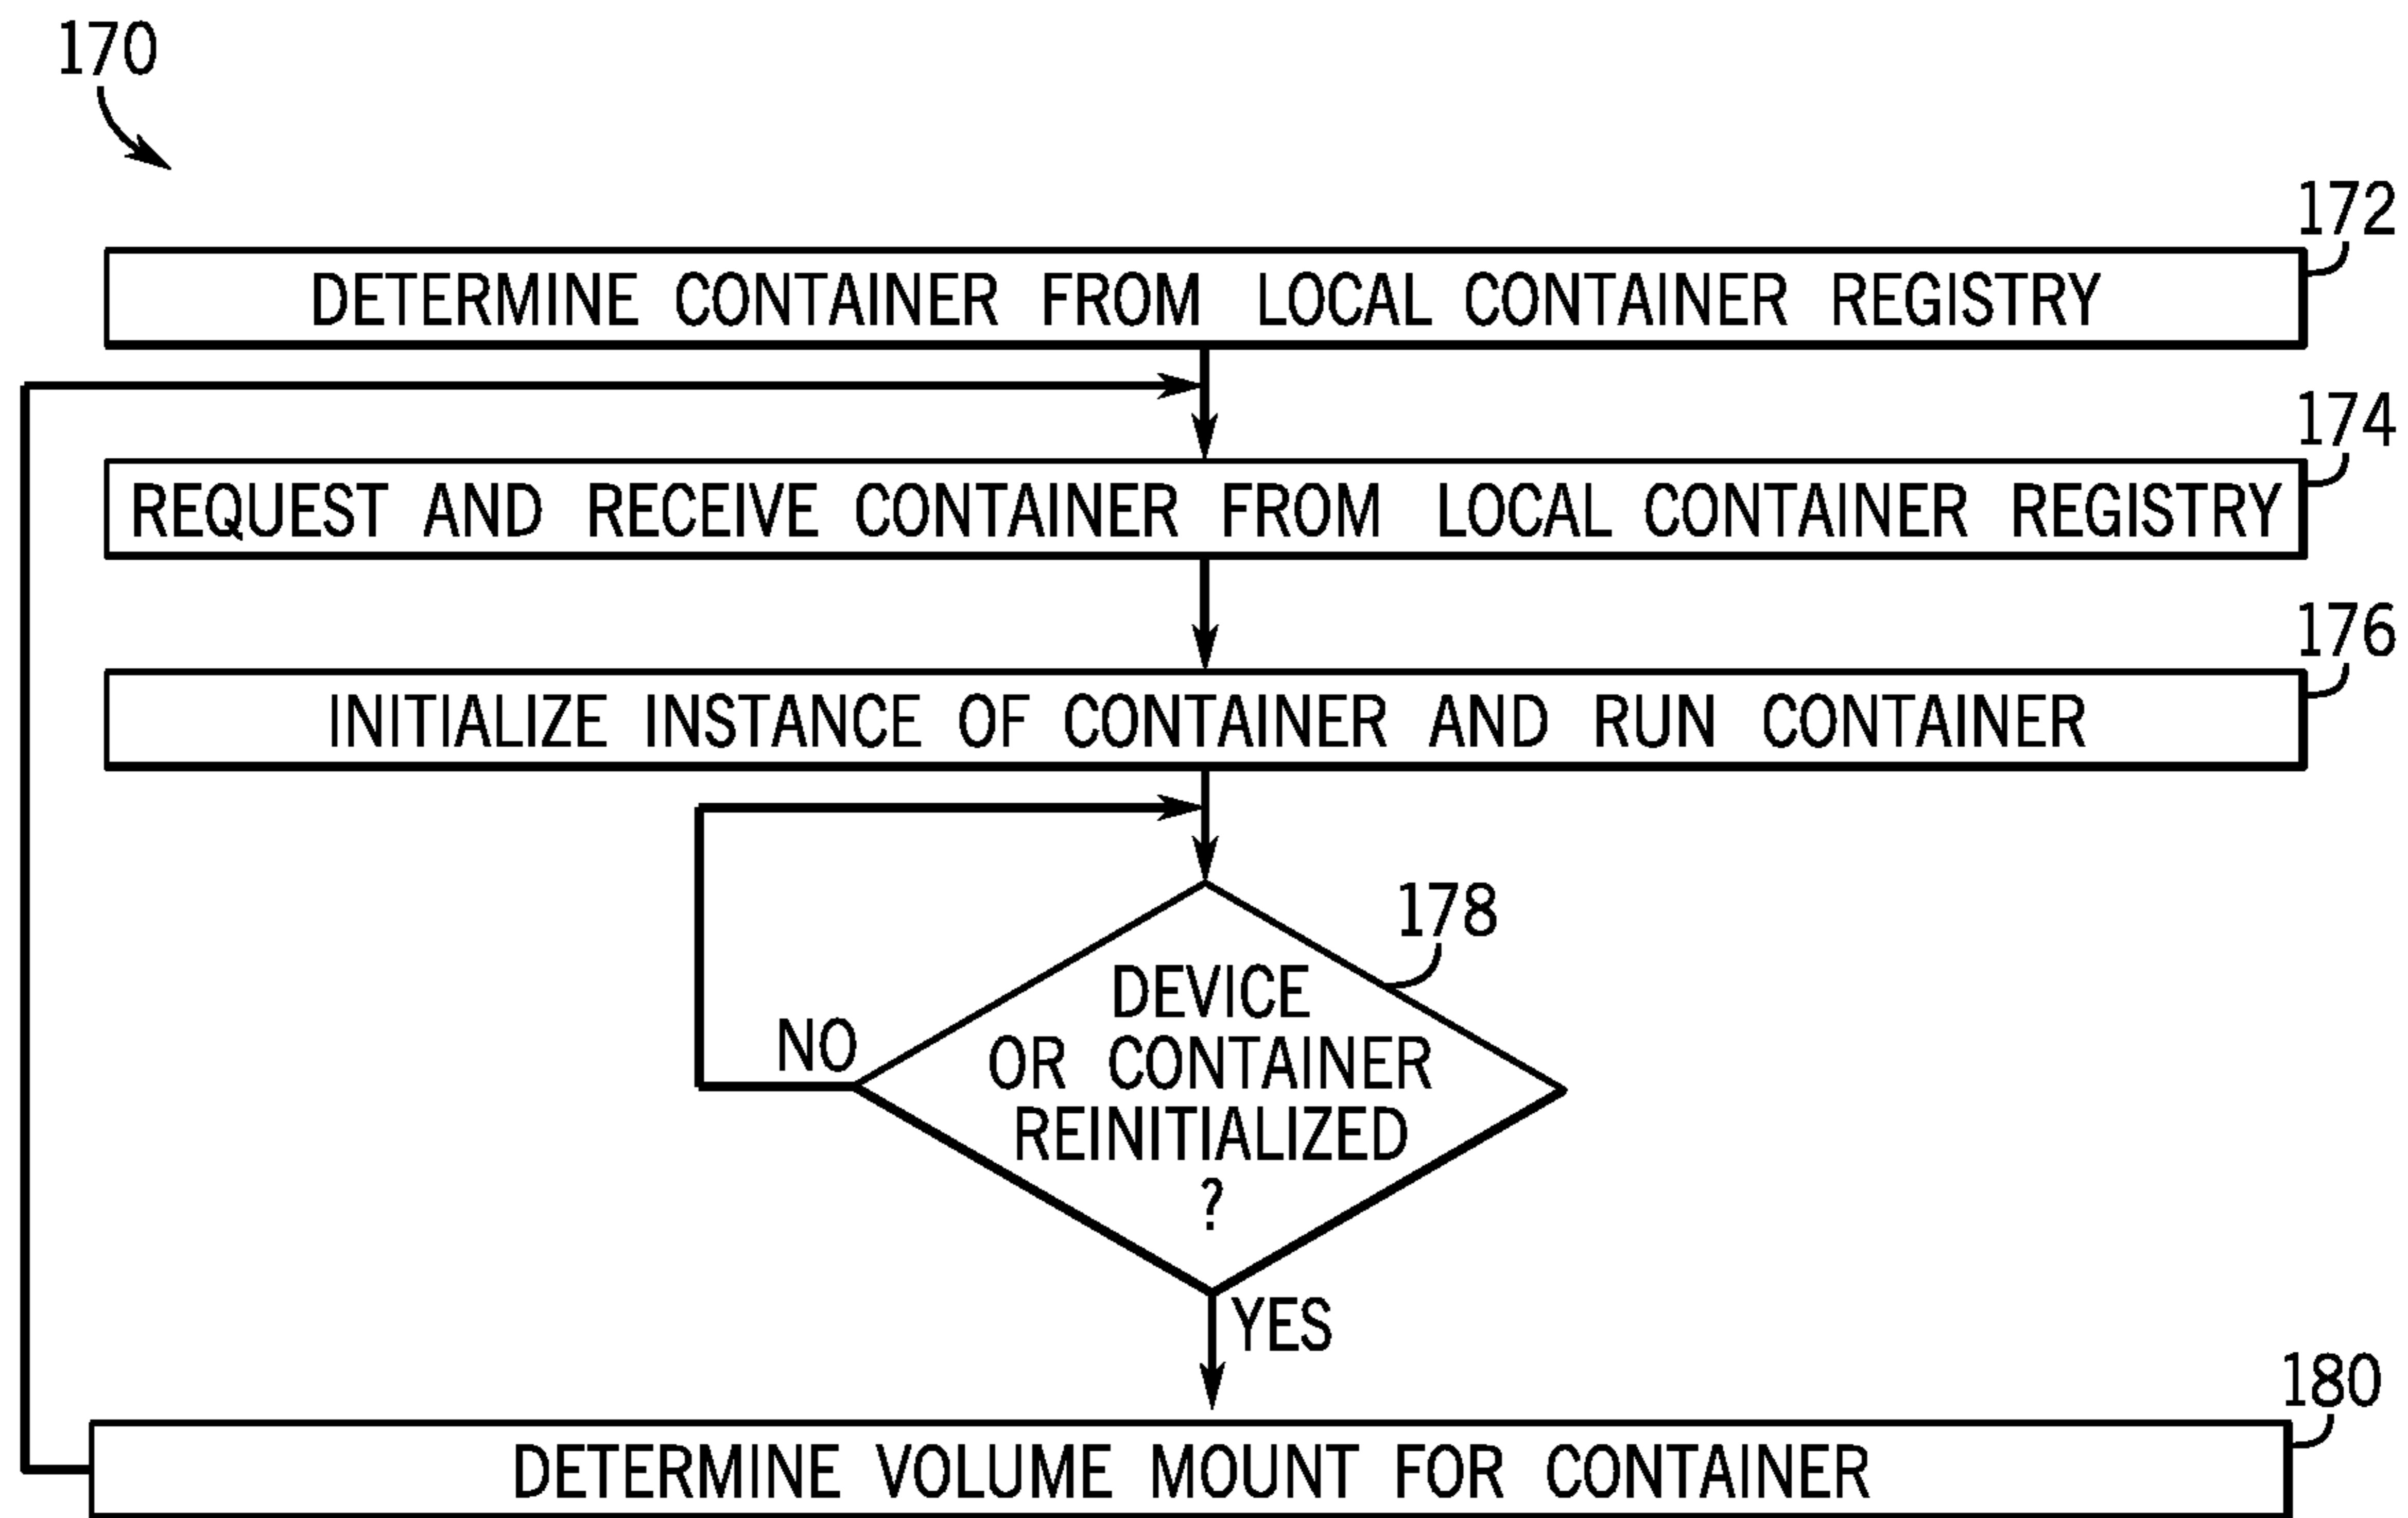 170
172
DETERMINE CONTAINER FROM LOCAL CONTAINER REGISTRY
174
REQUEST AND RECEIVE CONTAINER FROM LOCAL CONTAINER REGISTRY
176
INITIALIZE INSTANCE OF CONTAINER AND RUN CONTAINER
178
DEVICE
OR CONTAINER
REINITIALIZED
?
NO
YES
180
DETERMINE VOLUME MOUNT FOR CONTAINER